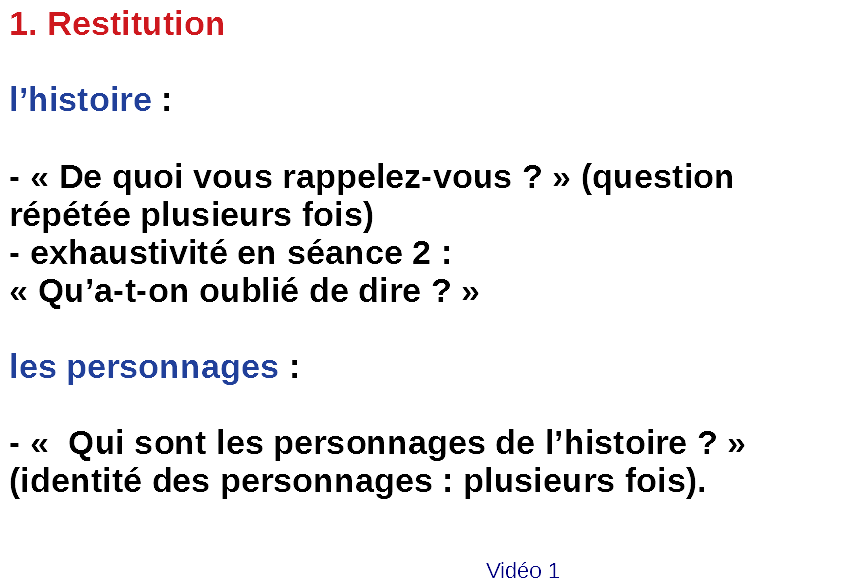 1. Restitution
l’histoire :
- « De quoi vous rappelez-vous ? » (question
répétée plusieurs fois)
- exhaustivité en séance 2 :
« Qu’a-t-on oublié de dire ? »
les personnages :
- «  Qui sont les personnages de l’histoire ? »
(identité des personnages : plusieurs fois).
Vidéo 1